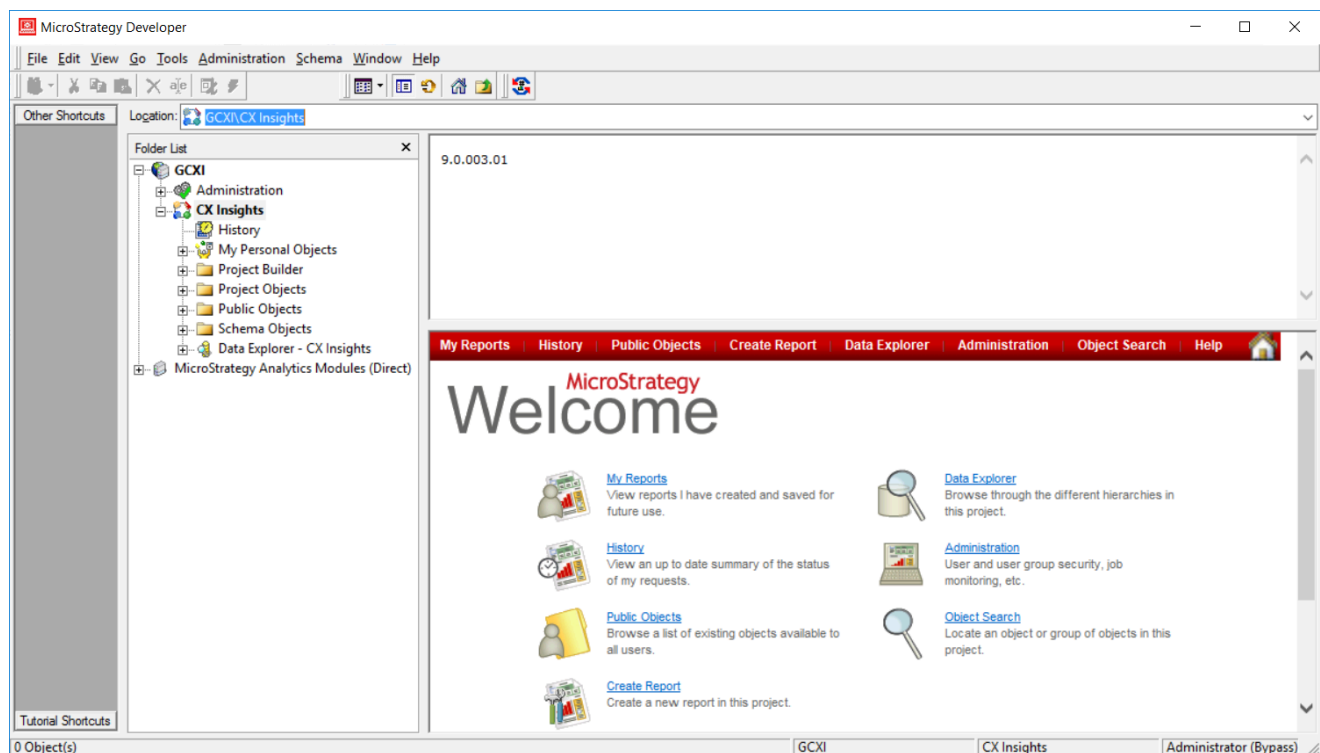 MicroStrategy Developer
File Edit View Go Tools Administration Schema Window Help
Other Shortcuts
Location: GCXI\CX Insights
Folder List
GCXI
Administration
CX Insights
History
My Personal Objects
Project Builder
Project Objects
Public Objects
Schema Objects
Data Explorer - CX Insights
MicroStrategy Analytics Modules (Direct)
Tutorial Shortcuts
9.0.003.01
My Reports History Public Objects Create Report Data Explorer Administration Object Search Help
MicroStrategy
Welcome
My Reports
View reports I have created and saved for
future use.
Data Explorer
Browse through the different hierarchies in
this project.
History
View an up to date summary of the status
of my requests.
Administration
User and user group security, job
monitoring, etc.
Public Objects
Browse a list of existing objects available to
all users.
Object Search
Locate an object or group of objects in this
project.
Create Report
Create a new report in this project.
0 Object(s) GCXI CX Insights Administrator (Bypass)